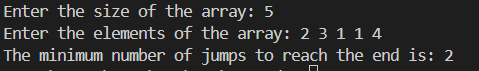 Enter the size of the array: 5
Enter the elements of the array: 2 3 1 1 4
The minimum number of jumps to reach the end is: 2